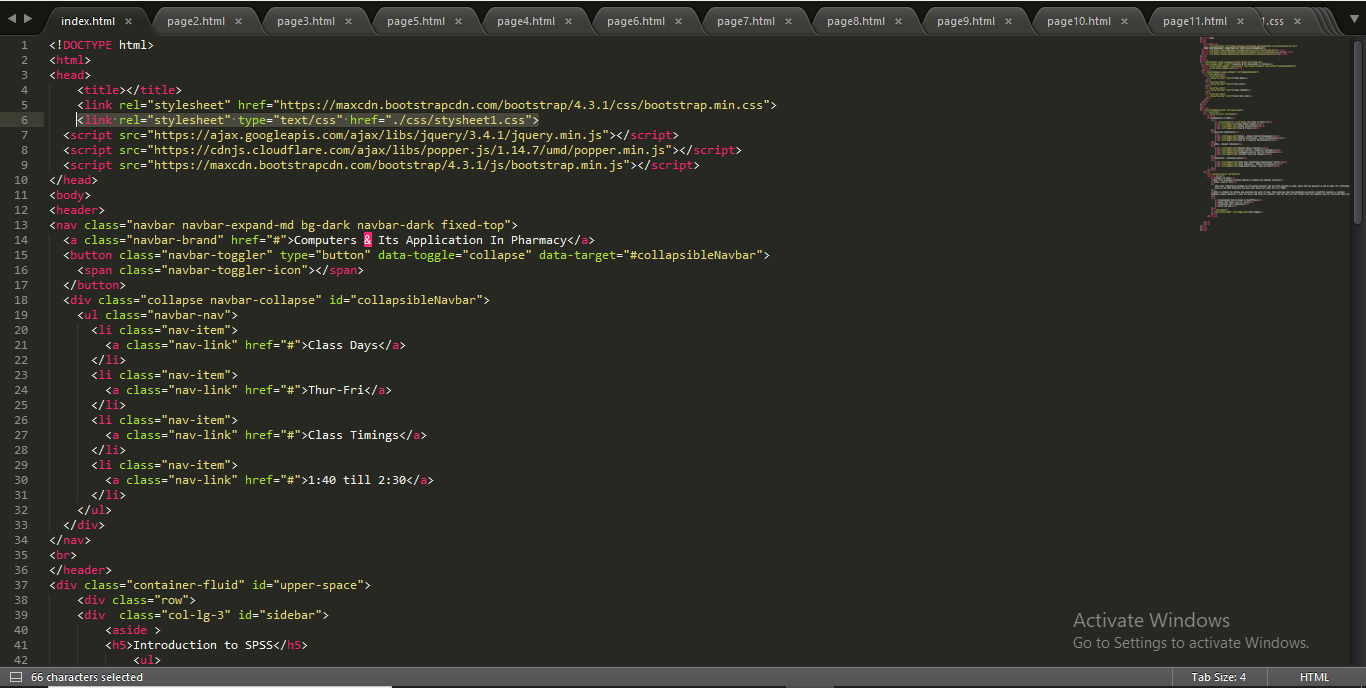 index.html × page2.html × page3.html × page5.html × page4.html × page6.html × page7.html × page8.html × page9.html × page10.html × page11.html × 1.css ×
1 <!DOCTYPE html>
2 <html>
3 <head>
4 <title></title>
5 <link rel="stylesheet" href="https://maxcdn.bootstrapcdn.com/bootstrap/4.3.1/css/bootstrap.min.css">
6 <link rel="stylesheet" type="text/css" href="./css/stysheet1.css">
7 <script src="https://ajax.googleapis.com/ajax/libs/jquery/3.4.1/jquery.min.js"></script>
8 <script src="https://cdnjs.cloudflare.com/ajax/libs/popper.js/1.14.7/umd/popper.min.js"></script>
9 <script src="https://maxcdn.bootstrapcdn.com/bootstrap/4.3.1/js/bootstrap.min.js"></script>
10 </head>
11 <body>
12 <header>
13 <nav class="navbar navbar-expand-md bg-dark navbar-dark fixed-top">
14 <a class="navbar-brand" href="#">Computers & Its Application In Pharmacy</a>
15 <button class="navbar-toggler" type="button" data-toggle="collapse" data-target="#collapsibleNavbar">
16 <span class="navbar-toggler-icon"></span>
17 </button>
18 <div class="collapse navbar-collapse" id="collapsibleNavbar">
19 <ul class="navbar-nav">
20 <li class="nav-item">
21 <a class="nav-link" href="#">Class Days</a>
22 </li>
23 <li class="nav-item">
24 <a class="nav-link" href="#">Thur-Fri</a>
25 </li>
26 <li class="nav-item">
27 <a class="nav-link" href="#">Class Timings</a>
28 </li>
29 <li class="nav-item">
30 <a class="nav-link" href="#">1:40 till 2:30</a>
31 </li>
32 </ul>
33 </div>
34 </nav>
35 <br>
36 </header>
37 <div class="container-fluid" id="upper-space">
38 <div class="row">
39 <div  class="col-lg-3" id="sidebar">
40 <aside >
41 <h5>Introduction to SPSS</h5>
42 <ul>
Activate Windows
Go to Settings to activate Windows.
66 characters selected Tab Size: 4 HTML